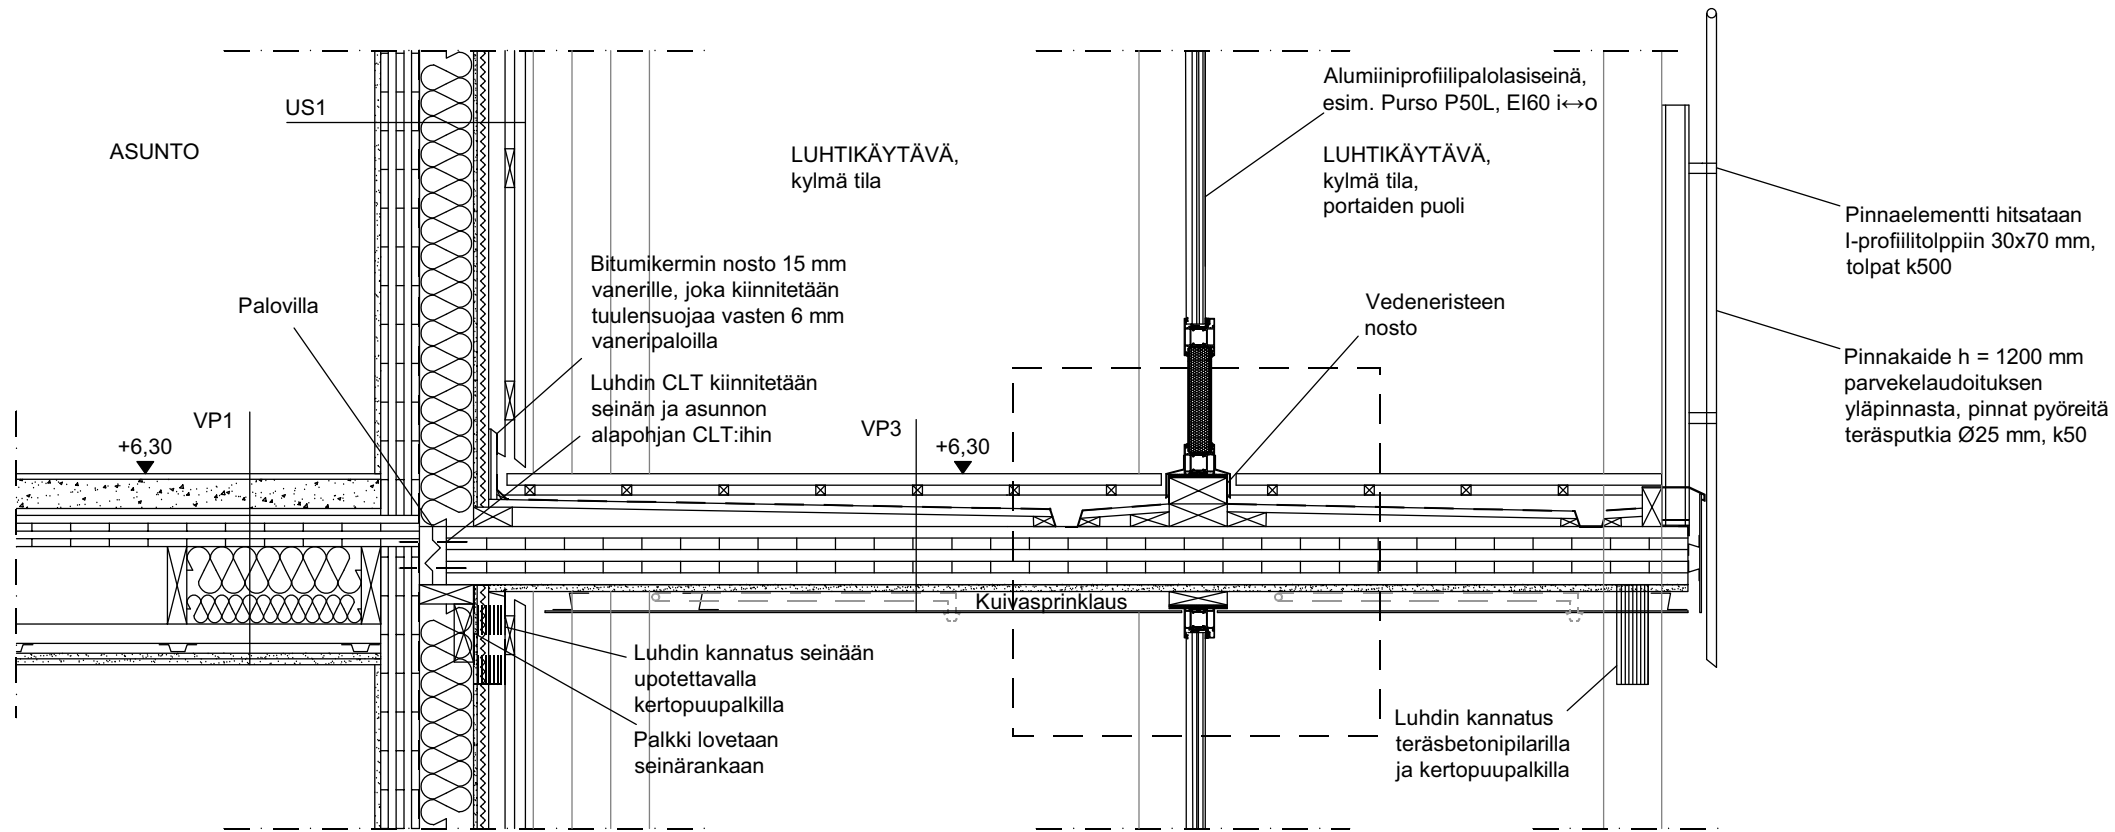 US1
ASUNTO
LUHTIKÄYTÄVÄ,
kylmä tila
Alumiiniprofiilipalolasiseinä,
esim. Purso P50L, EI60 i↔o
LUHTIKÄYTÄVÄ,
kylmä tila,
portaiden puoli
Pinnaelementti hitsataan
I-profiilitolppiin 30x70 mm,
tolpat k500
Palovilla
Bitumikermin nosto 15 mm
vanerille, joka kiinnitetään
tuulensuojaa vasten 6 mm
vaneripaloilla
Vedeneristeen
nosto
Pinnakaide h = 1200 mm
parvekelaudoituksen
yläpinnasta, pinnat pyöreitä
teräsputkia Ø25 mm, k50
Luhdin CLT kiinnitetään
seinän ja asunnon
alapohjan CLT:ihin
VP1
+6,30
VP3
+6,30
Kuivasprinklaus
Luhdin kannatus seinään
upotettavalla
kertopuupalkilla
Palkki lovetaan
seinärankaan
Luhdin kannatus
teräsbetonipilarilla
ja kertopuupalkilla